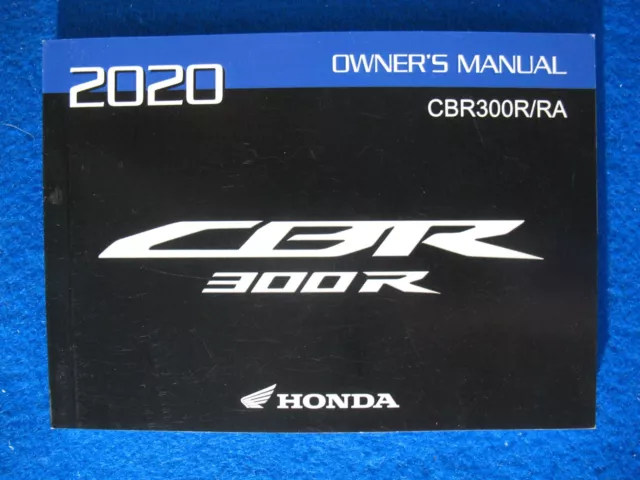 2020
OWNER'S MANUAL
CBR300R/RA
CBR
300R
HONDA